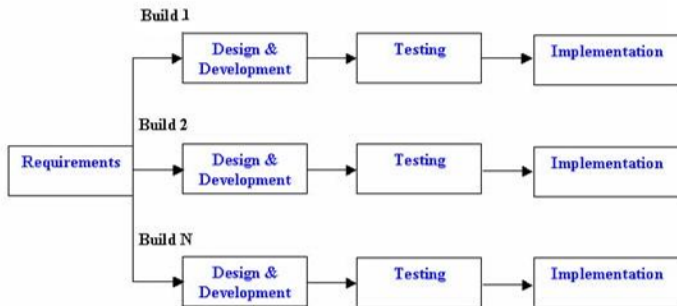 Build 1
Design &
Development
Testing
Implementation
Build 2
Requirements
Design &
Development
Testing
Implementation
Build N
Design &
Development
Testing
Implementation